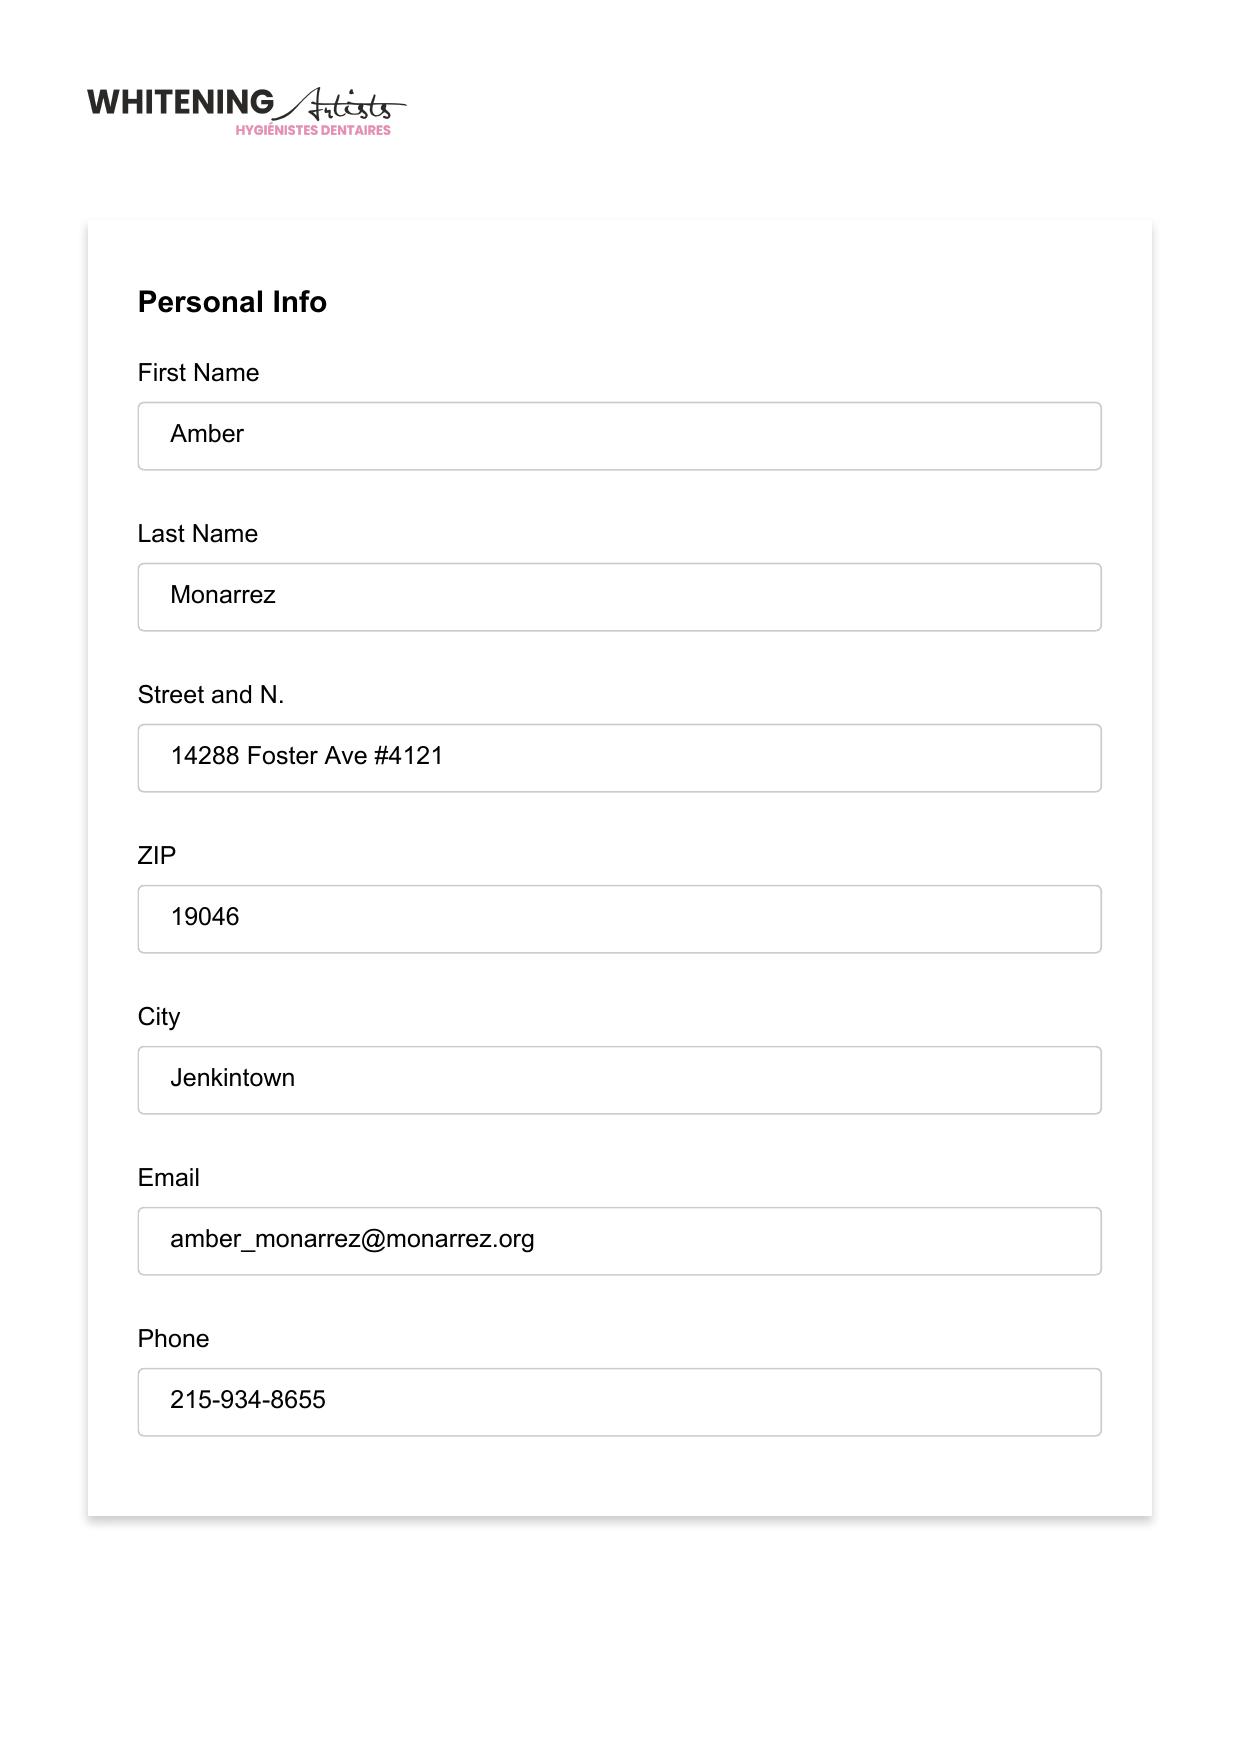 WHITENING Artists
HYGIÉNISTES DENTAIRES
Personal Info
First Name
Amber
Last Name
Monarrez
Street and N.
14288 Foster Ave #4121
ZIP
19046
City
Jenkintown
Email
amber_monarrez@monarrez.org
Phone
215-934-8655